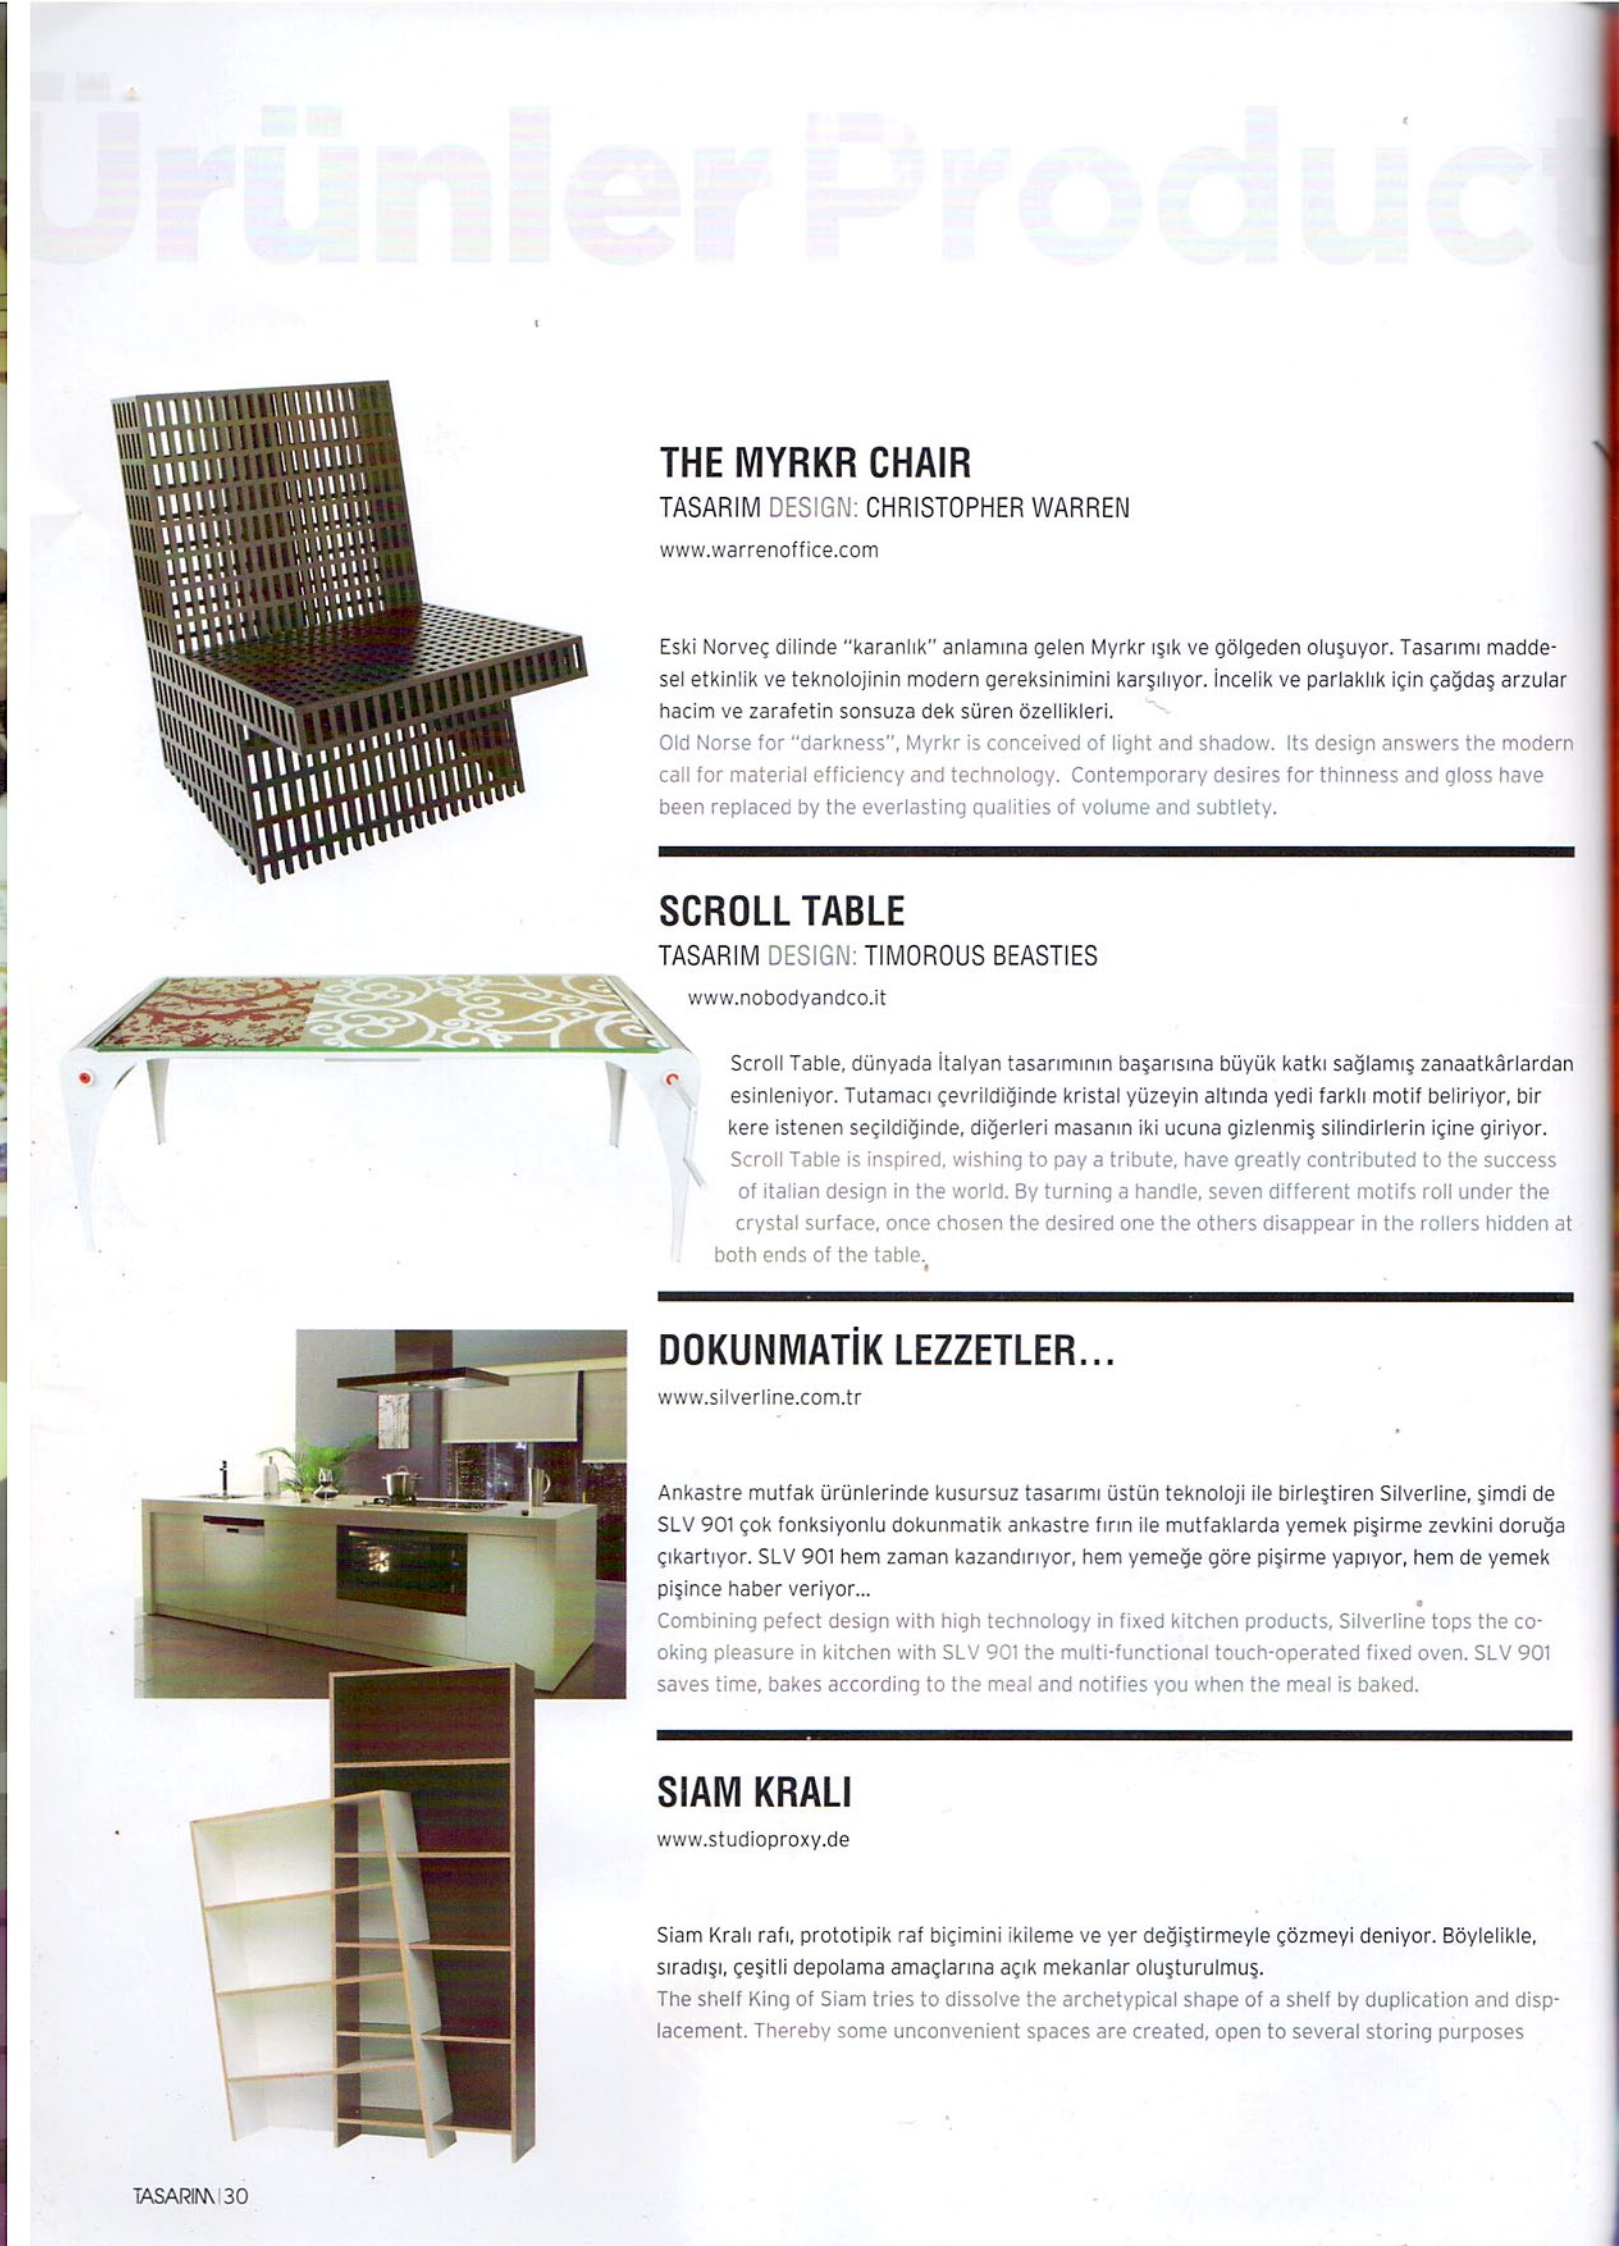 Ürünler Product
THE MYRKR CHAIR
TASARIM DESIGN: CHRISTOPHER WARREN
www.warrenoffice.com
Eski Norveç dilinde “karanlık” anlamına gelen Myrkr ışık ve gölgeden oluşuyor. Tasarımı madde-
sel etkinlik ve teknolojinin modern gereksinimini karşılıyor. İncelik ve parlaklık için çağdaş arzular
hacim ve zarafetin sonsuza dek süren özellikleri.
Old Norse for “darkness”, Myrkr is conceived of light and shadow. Its design answers the modern
call for material efficiency and technology. Contemporary desires for thinness and gloss have
been replaced by the everlasting qualities of volume and subtlety.
SCROLL TABLE
TASARIM DESIGN: TIMOROUS BEASTIES
www.nobodyandco.it
Scroll Table, dünyada İtalyan tasarımının başarısına büyük katkı sağlamış zanaatkârlardan
esinleniyor. Tutamacı çevrildiğinde kristal yüzeyin altında yedi farklı motif beliriyor, bir
kere istenen seçildiğinde, diğerleri masanın iki ucuna gizlenmiş silindirlerin içine giriyor.
Scroll Table is inspired, wishing to pay a tribute, have greatly contributed to the success
of italian design in the world. By turning a handle, seven different motifs roll under the
crystal surface, once chosen the desired one the others disappear in the rollers hidden at
both ends of the table.
DOKUNMATİK LEZZETLER...
www.silverline.com.tr
Ankastre mutfak ürünlerinde kusursuz tasarımı üstün teknoloji ile birleştiren Silverline, şimdi de
SLV 901 çok fonksiyonlu dokunmatik ankastre fırın ile mutfaklarda yemek pişirme zevkini doruğa
çıkartıyor. SLV 901 hem zaman kazandırıyor, hem yemeğe göre pişirme yapıyor, hem de yemek
pişince haber veriyor...
Combining pefect design with high technology in fixed kitchen products, Silverline tops the co-
oking pleasure in kitchen with SLV 901 the multi-functional touch-operated fixed oven. SLV 901
saves time, bakes according to the meal and notifies you when the meal is baked.
SIAM KRALI
www.studioproxy.de
Siam Kralı rafı, prototipik raf biçimini ikileme ve yer değiştirmeyle çözmeyi deniyor. Böylelikle,
sıradışı, çeşitli depolama amaçlarına açık mekanlar oluşturulmuş.
The shelf King of Siam tries to dissolve the archetypical shape of a shelf by duplication and disp-
lacement. Thereby some unconvenient spaces are created, open to several storing purposes
TASARIM|30